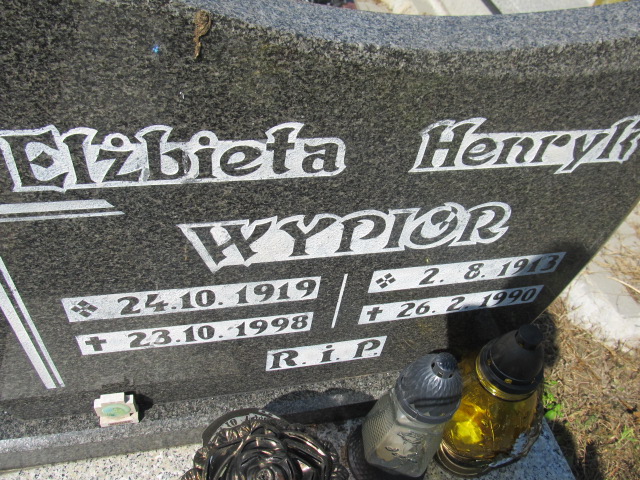 Elżbieta Henryk
WYPIÓR
24.10.1919 2. 8. 1913
✝ 23.10.1998 ✝ 26. 2. 1990
R. i P.